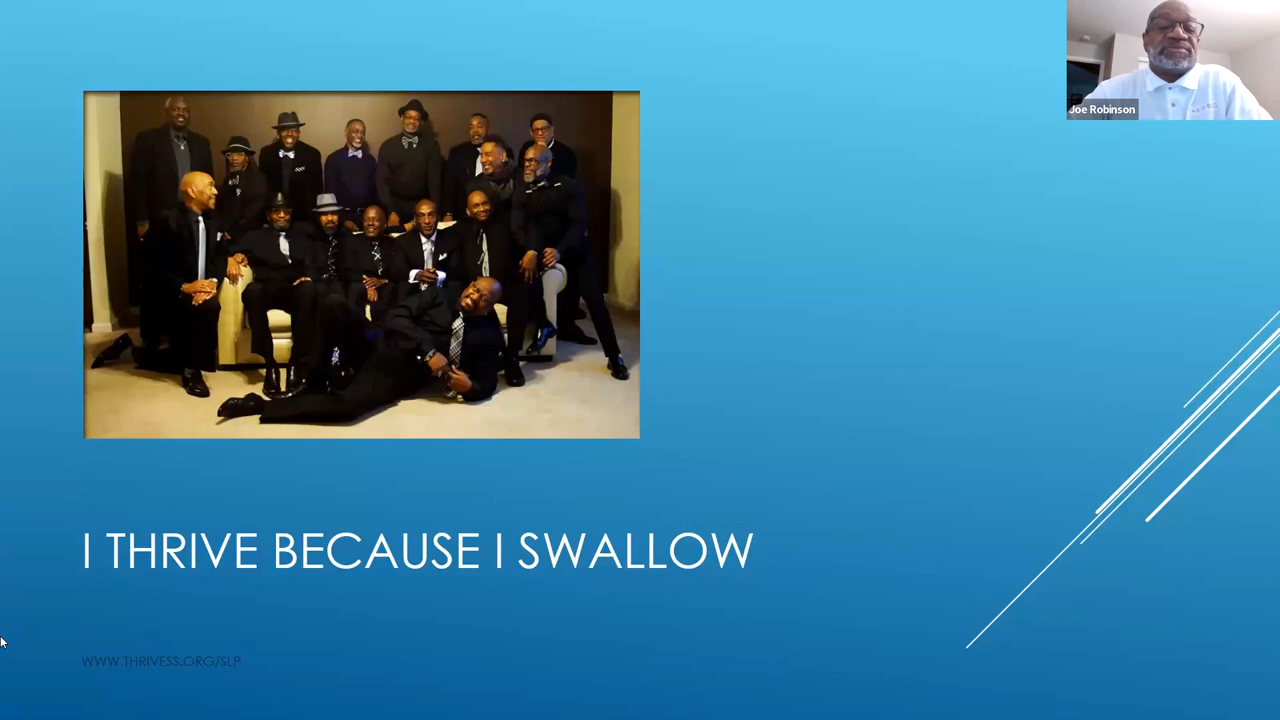 Joe Robinson
I THRIVE BECAUSE I SWALLOW
WWW.THRIVESS.ORG/SLP